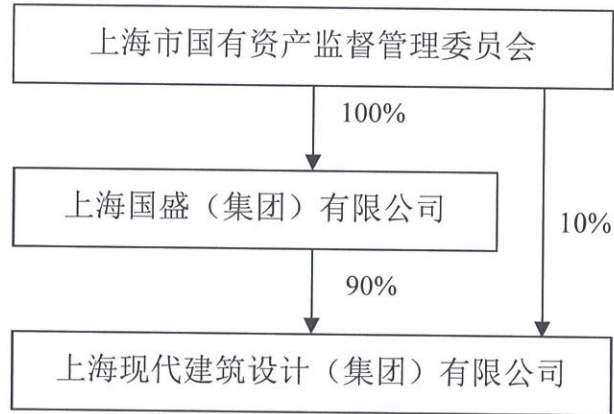 上海市国有资产监督管理委员会
100%
上海国盛（集团）有限公司
10%
90%
上海现代建筑设计（集团）有限公司